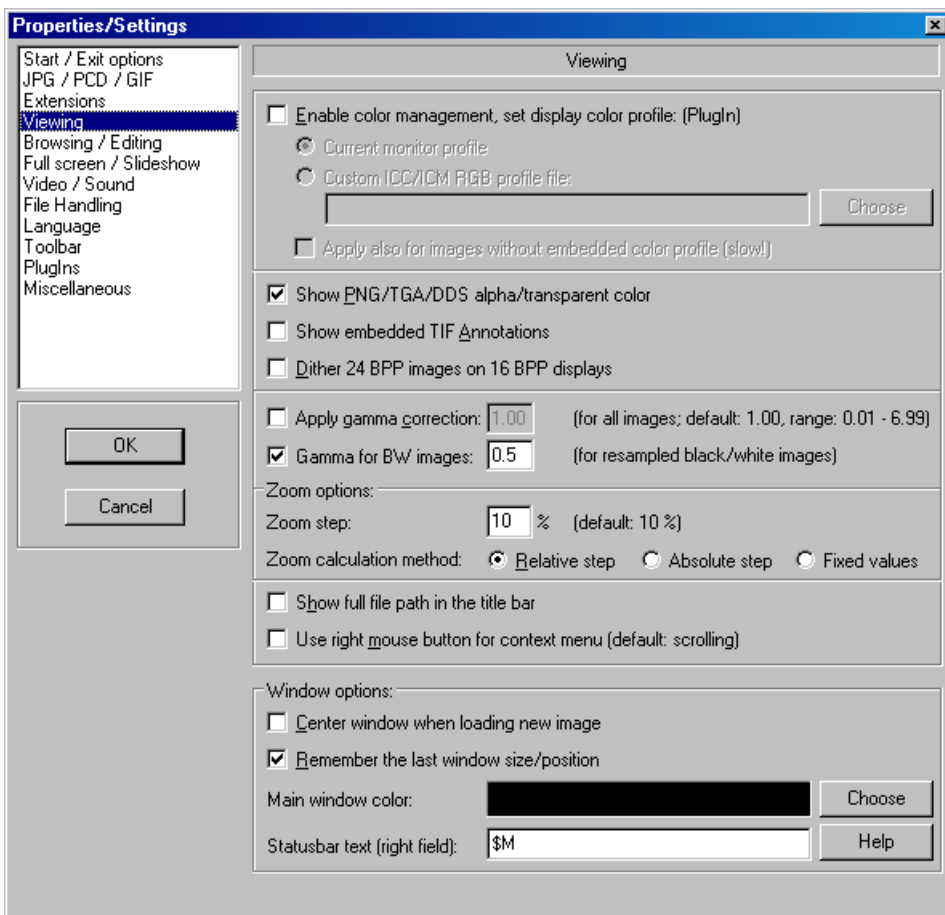 Properties/Settings
Start / Exit options
JPG / PCD / GIF
Extensions
Viewing
Browsing / Editing
Full screen / Slideshow
Video / Sound
File Handling
Language
Toolbar
PlugIns
Miscellaneous
OK
Cancel
Viewing
Enable color management, set display color profile: (PlugIn)
Current monitor profile
Custom ICC/ICM RGB profile file:
Choose
Apply also for images without embedded color profile (slow!)
Show PNG/TGA/DDS alpha/transparent color
Show embedded TIF Annotations
Dither 24 BPP images on 16 BPP displays
Apply gamma correction: 1.00 (for all images; default: 1.00, range: 0.01 - 6.99)
Gamma for BW images: 0.5 (for resampled black/white images)
Zoom options:
Zoom step: 10 % (default: 10 %)
Zoom calculation method: Relative step Absolute step Fixed values
Show full file path in the title bar
Use right mouse button for context menu (default: scrolling)
Window options:
Center window when loading new image
Remember the last window size/position
Main window color: Choose
Statusbar text (right field): $M Help